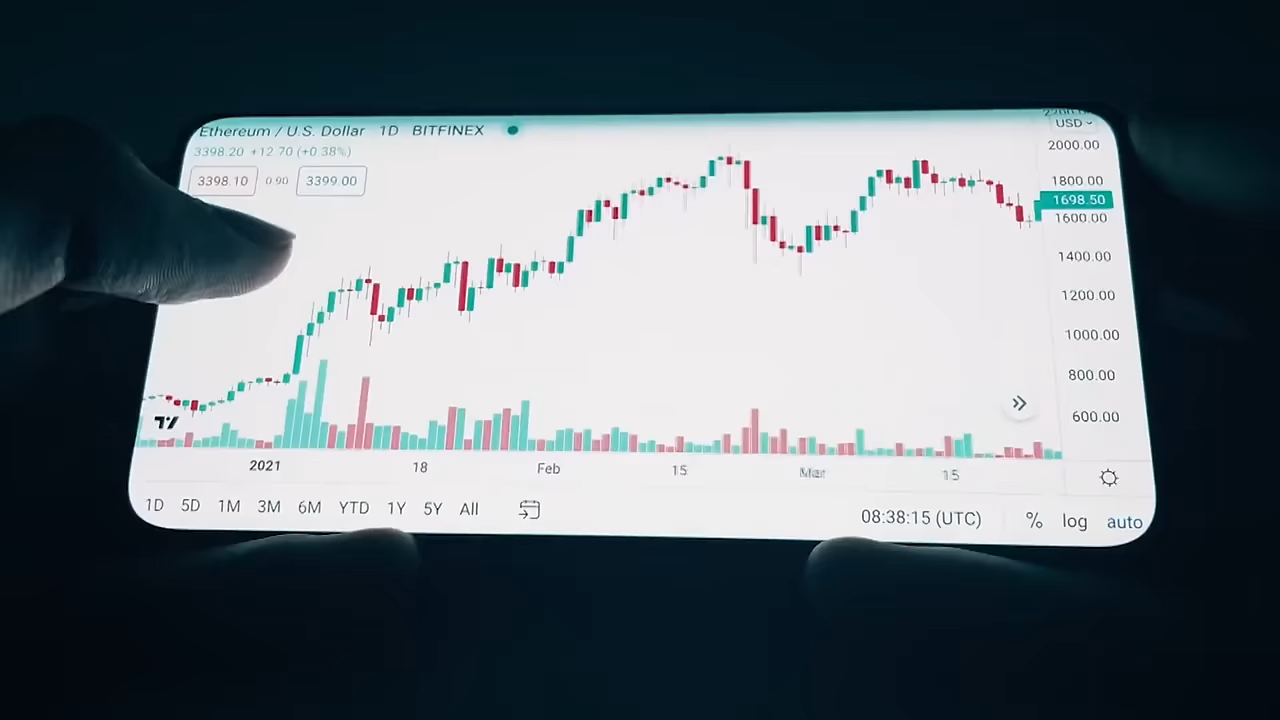 Ethereum / U.S. Dollar 1D BITFINEX
3398.20 +12.70 (+0.38%)
3398.10 0.90 3399.00
USD
2000.00
1800.00
1698.50
1600.00
1400.00
1200.00
1000.00
800.00
600.00
2021 18 Feb 15 Mar 15
1D 5D 1M 3M 6M YTD 1Y 5Y All
08:38:15 (UTC) % log auto